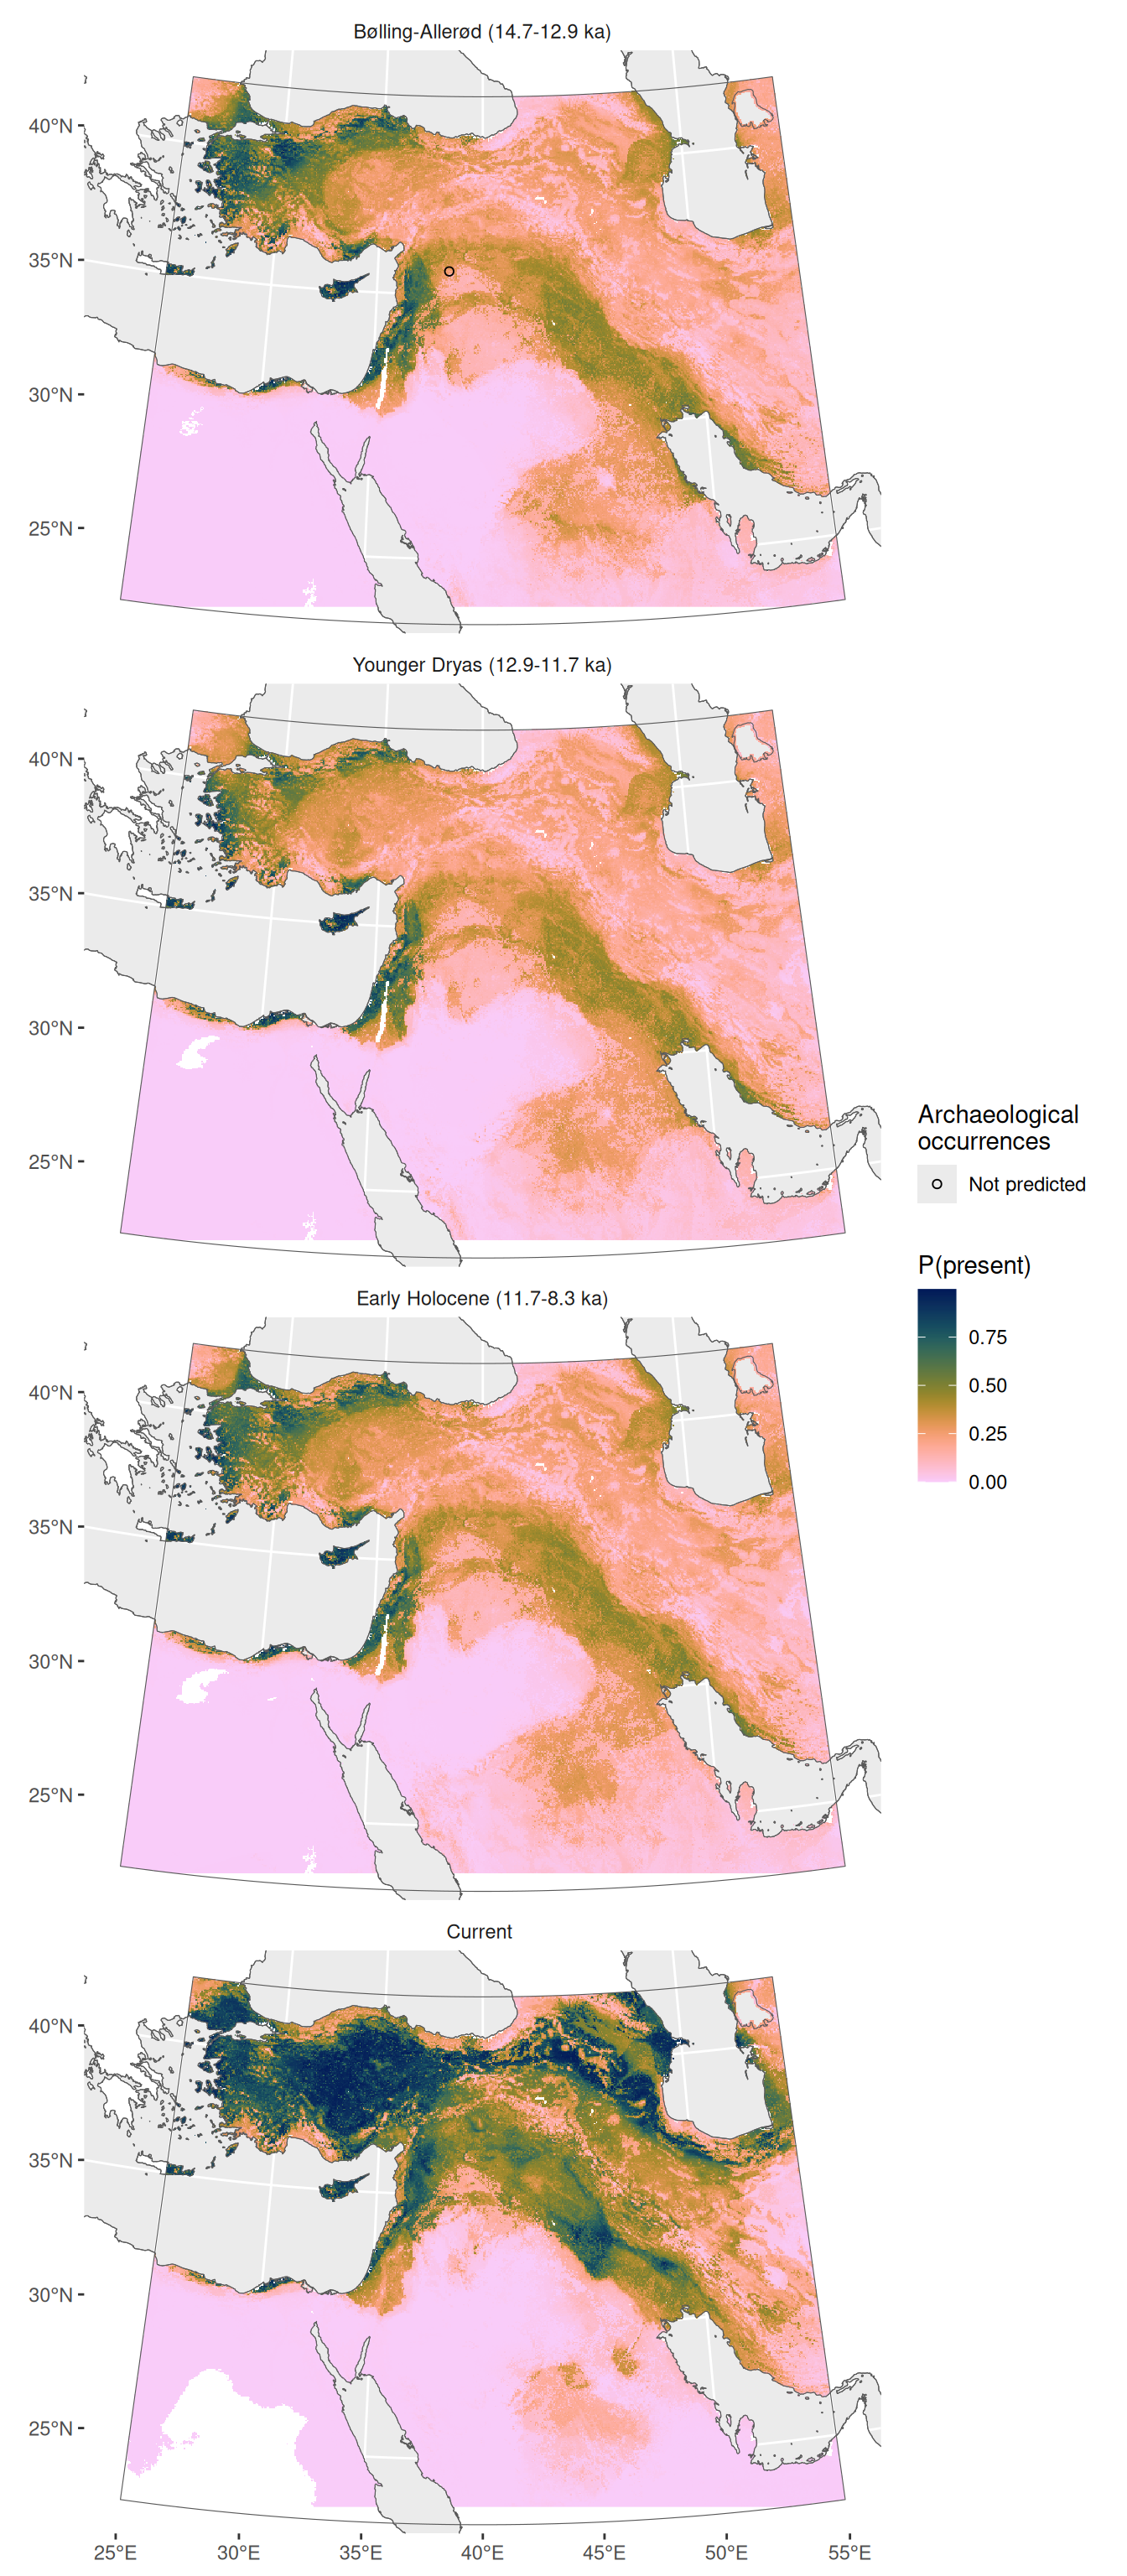 Bølling-Allerød (14.7-12.9 ka)
40°N
35°N
30°N
25°N
Younger Dryas (12.9-11.7 ka)
40°N
35°N
30°N
25°N
Archaeological
occurrences
Not predicted
P(present)
0.75
0.50
0.25
0.00
Early Holocene (11.7-8.3 ka)
40°N
35°N
30°N
25°N
Current
40°N
35°N
30°N
25°N
25°E 30°E 35°E 40°E 45°E 50°E 55°E